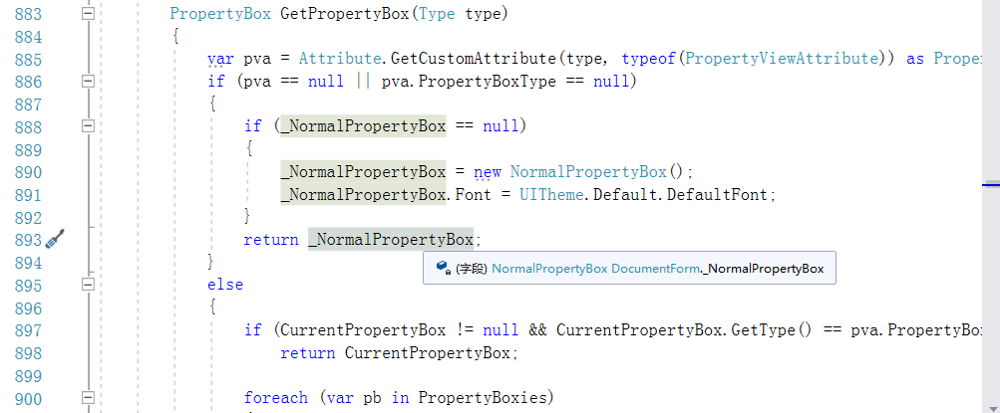 883 PropertyBox GetPropertyBox(Type type)
884 {
885 var pva = Attribute.GetCustomAttribute(type, typeof(PropertyViewAttribute)) as Prope
886 if (pva == null || pva.PropertyBoxType == null)
887 {
888 if (_NormalPropertyBox == null)
889 {
890 _NormalPropertyBox = new NormalPropertyBox();
891 _NormalPropertyBox.Font = UITheme.Default.DefaultFont;
892 }
893 return _NormalPropertyBox;
894 }
(字段) NormalPropertyBox DocumentForm._NormalPropertyBox
895 else
896 {
897 if (CurrentPropertyBox != null && CurrentPropertyBox.GetType() == pva.PropertyBo
898 return CurrentPropertyBox;
899
900 foreach (var pb in PropertyBoxies)